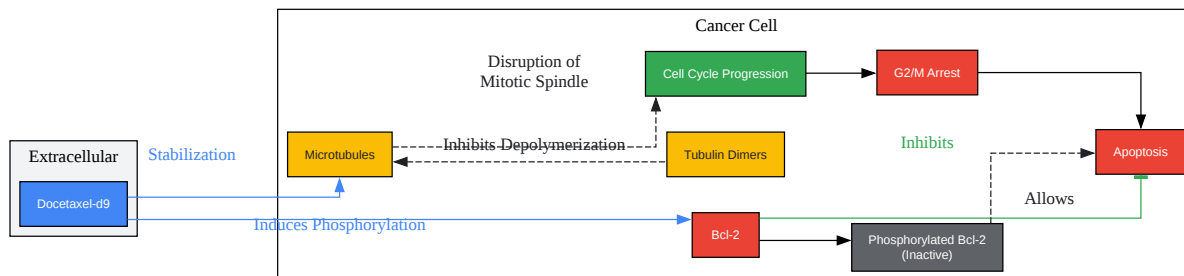 Cancer Cell
Disruption of
Mitotic Spindle
Cell Cycle Progression
G2/M Arrest
Extracellular
Stabilization
Microtubules
Inhibits Depolymerization
Tubulin Dimers
Inhibits
Apoptosis
Docetaxel-d9
Induces Phosphorylation
Bcl-2
Allows
Phosphorylated Bcl-2
(Inactive)